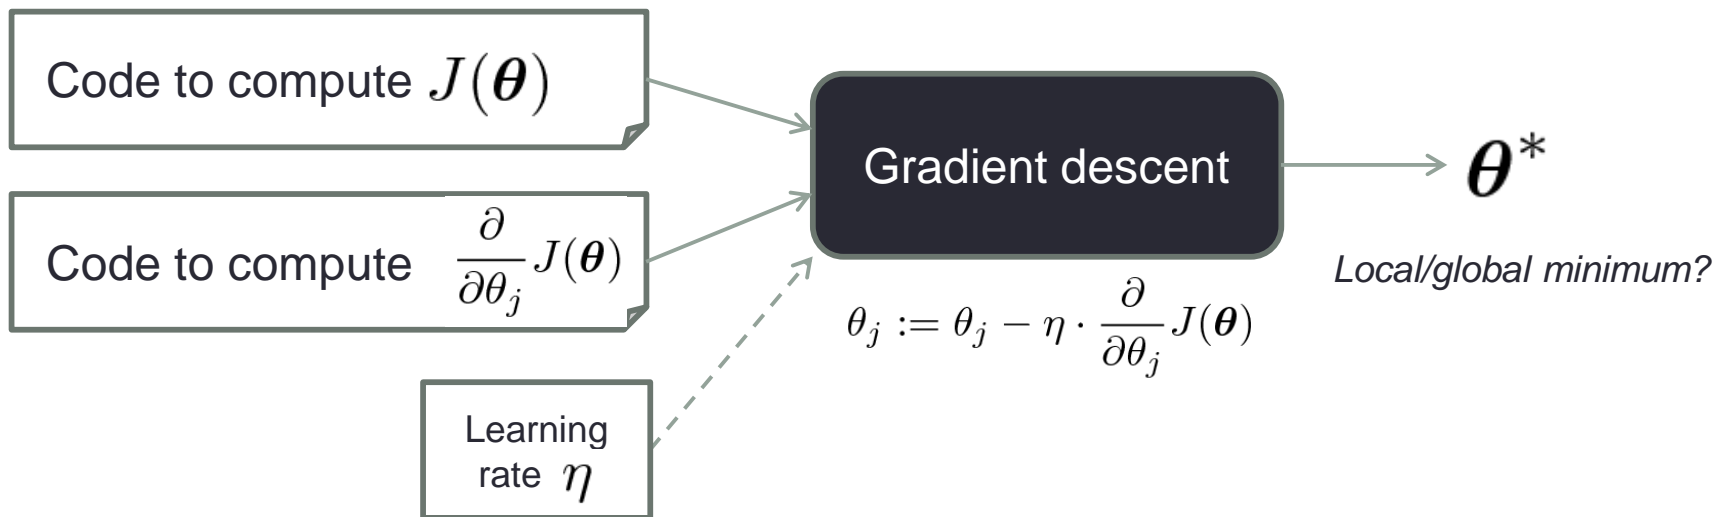 Code to compute J(θ)
Code to compute ∂/∂θ_j J(θ)
Learning
rate η
Gradient descent
θ_j := θ_j − η · ∂/∂θ_j J(θ)
θ*
Local/global minimum?